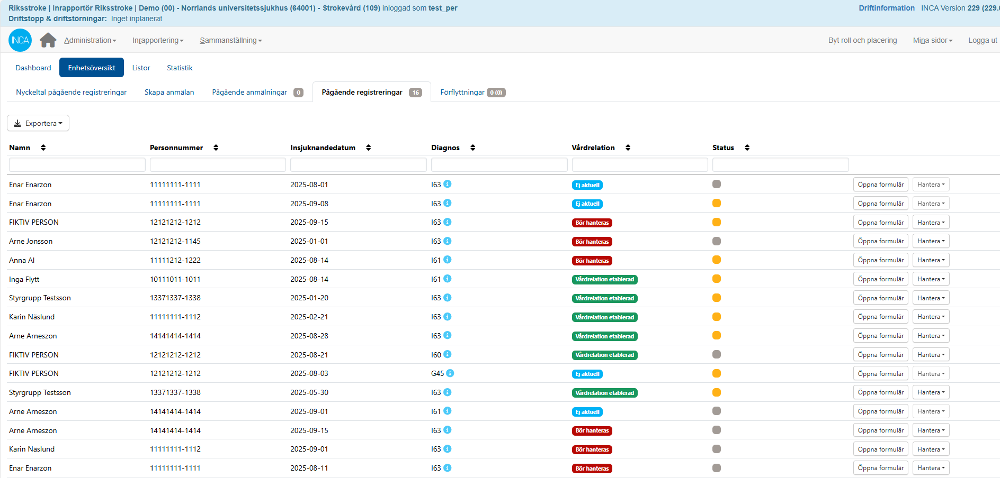 Riksstroke | Inrapportör Riksstroke | Demo (00) - Norrlands universitetssjukhus (64001) - Strokevård (109) inloggad som test_per Driftinformation INCA Version 229 (229.
Driftstopp & driftstörningar: Inget inplanerat
INCA Administration Inrapportering Sammanställning Byt roll och placering Mina sidor Logga ut
Dashboard Enhetsöversikt Listor Statistik
Nyckeltal pågående registreringar Skapa anmälan Pågående anmälningar 0 Pågående registreringar 16 Förflyttningar 0 (0)
Exportera
Namn Personnummer Insjuknandedatum Diagnos Vårdrelation Status
Enar Enarzon 11111111-1111 2025-08-01 I63 Ej aktuell Öppna formulär Hantera
Enar Enarzon 11111111-1111 2025-09-08 I63 Ej aktuell Öppna formulär Hantera
FIKTIV PERSON 12121212-1212 2025-09-15 I63 Bör hanteras Öppna formulär Hantera
Arne Jonsson 12121212-1145 2025-01-01 I63 Bör hanteras Öppna formulär Hantera
Anna Al 11111212-1222 2025-08-14 I61 Bör hanteras Öppna formulär Hantera
Inga Flytt 10111011-1011 2025-08-14 I61 Vårdrelation etablerad Öppna formulär Hantera
Styrgrupp Testsson 13371337-1338 2025-01-20 I63 Vårdrelation etablerad Öppna formulär Hantera
Karin Näslund 11111111-1112 2025-02-21 I63 Vårdrelation etablerad Öppna formulär Hantera
Arne Arneszon 14141414-1414 2025-08-28 I63 Vårdrelation etablerad Öppna formulär Hantera
FIKTIV PERSON 12121212-1212 2025-08-21 I60 Vårdrelation etablerad Öppna formulär Hantera
FIKTIV PERSON 12121212-1212 2025-08-03 G45 Ej aktuell Öppna formulär Hantera
Styrgrupp Testsson 13371337-1338 2025-05-30 I63 Vårdrelation etablerad Öppna formulär Hantera
Arne Arneszon 14141414-1414 2025-09-01 I61 Ej aktuell Öppna formulär Hantera
Arne Arneszon 14141414-1414 2025-09-15 I63 Bör hanteras Öppna formulär Hantera
Karin Näslund 11111111-1112 2025-09-01 I63 Bör hanteras Öppna formulär Hantera
Enar Enarzon 11111111-1111 2025-08-11 I63 Bör hanteras Öppna formulär Hantera